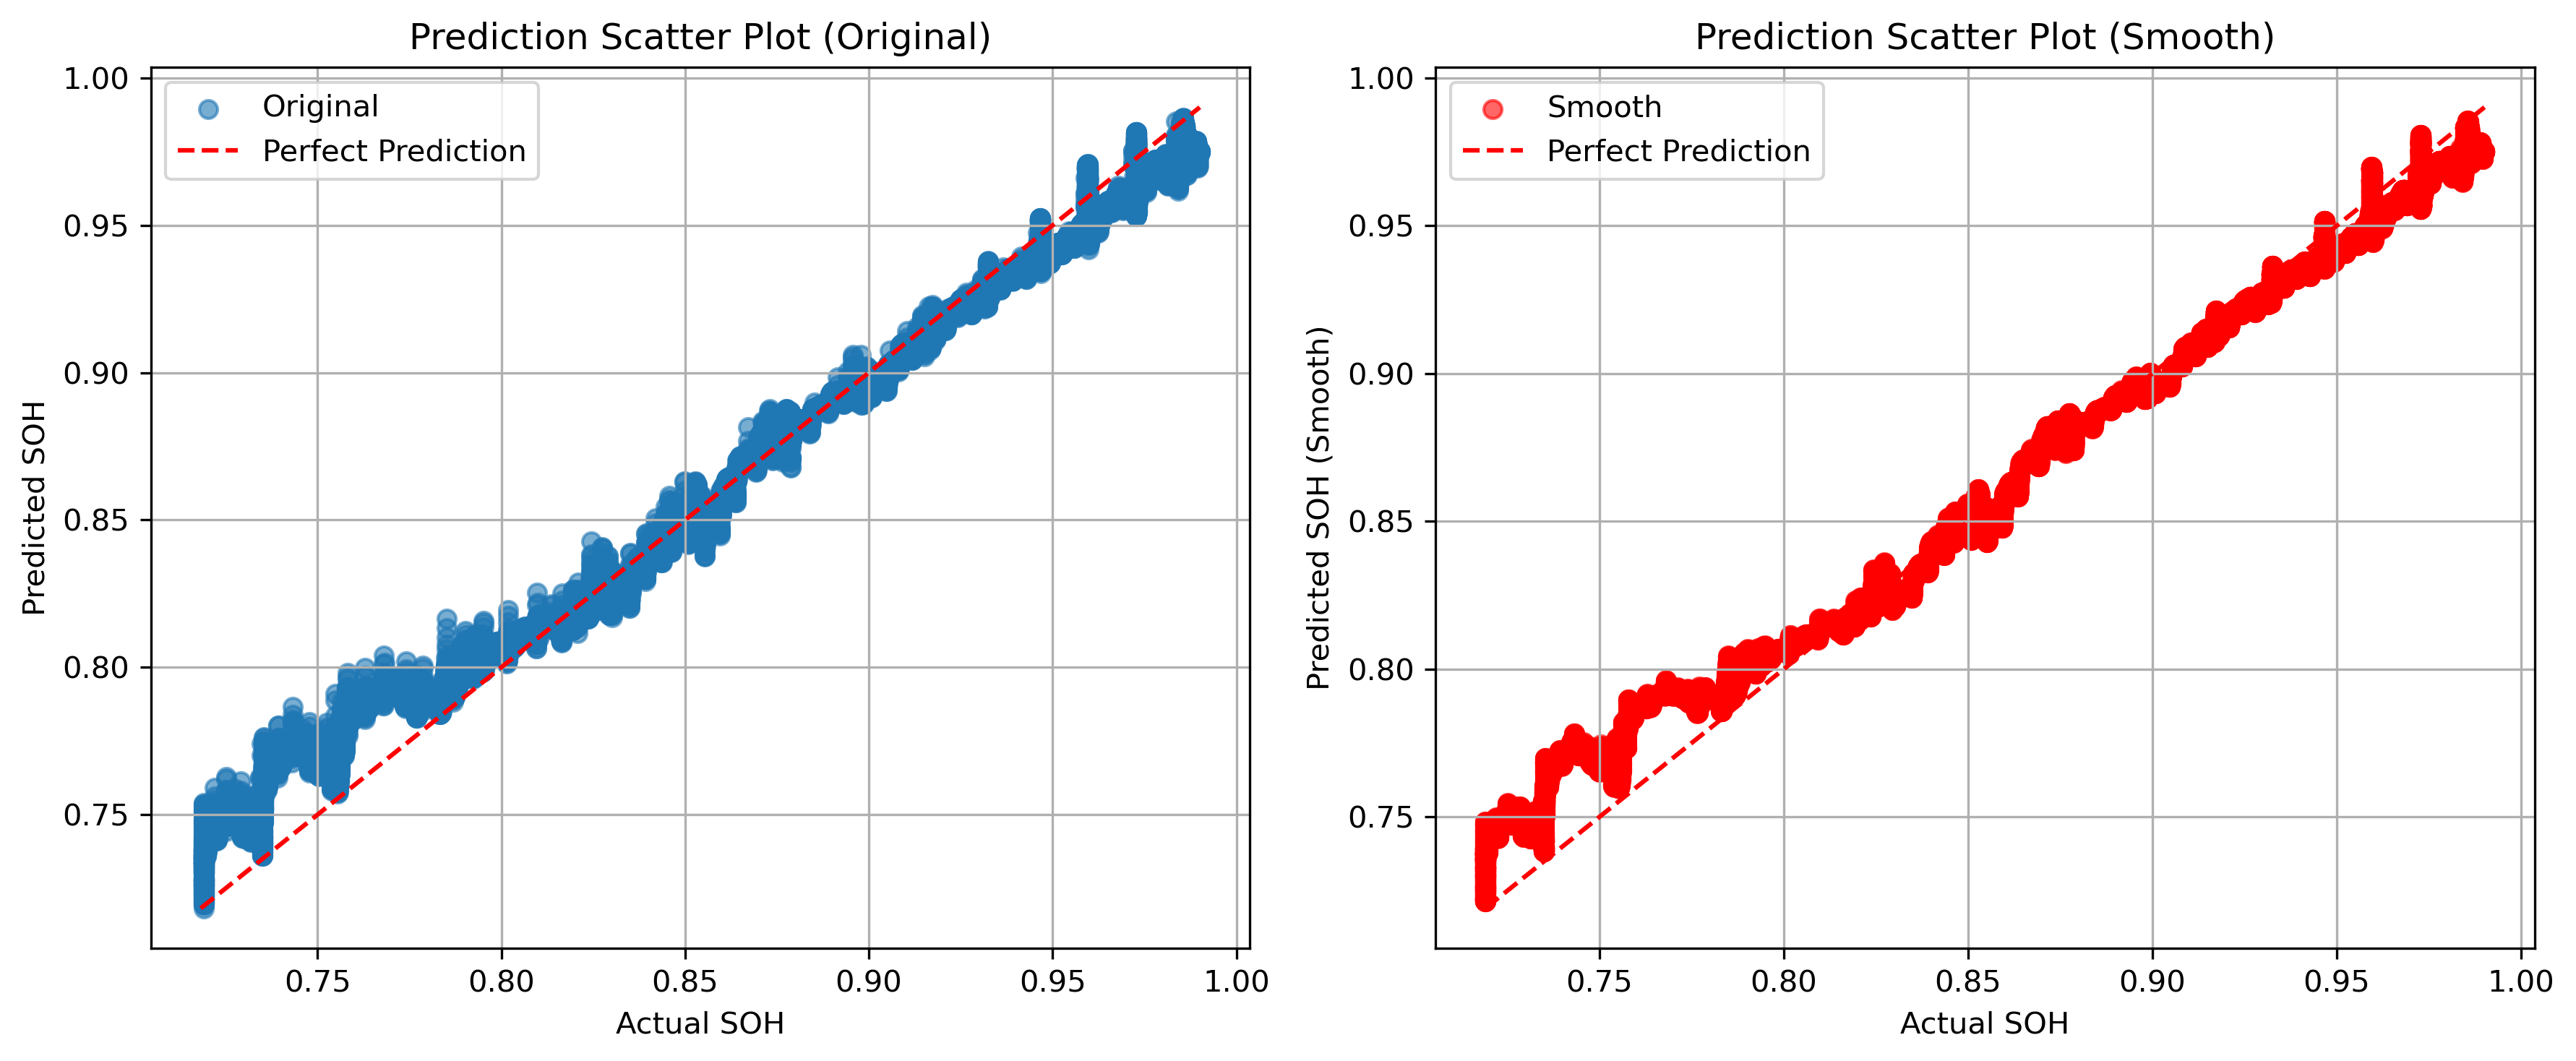 Prediction Scatter Plot (Original)
Original
Perfect Prediction
1.00
0.95
0.90
0.85
0.80
0.75
Predicted SOH
0.75 0.80 0.85 0.90 0.95 1.00
Actual SOH
Prediction Scatter Plot (Smooth)
Smooth
Perfect Prediction
1.00
0.95
0.90
0.85
0.80
0.75
Predicted SOH (Smooth)
0.75 0.80 0.85 0.90 0.95 1.00
Actual SOH